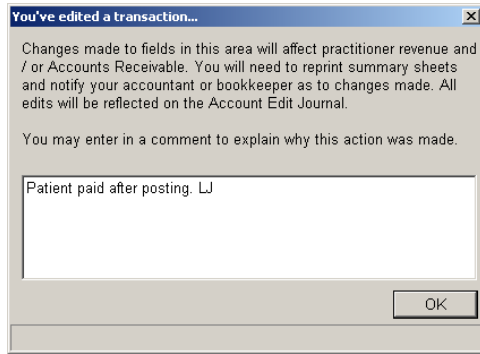 You've edited a transaction...
Changes made to fields in this area will affect practitioner revenue and
/ or Accounts Receivable. You will need to reprint summary sheets
and notify your accountant or bookkeeper as to changes made. All
edits will be reflected on the Account Edit Journal.
You may enter in a comment to explain why this action was made.
Patient paid after posting. LJ
OK